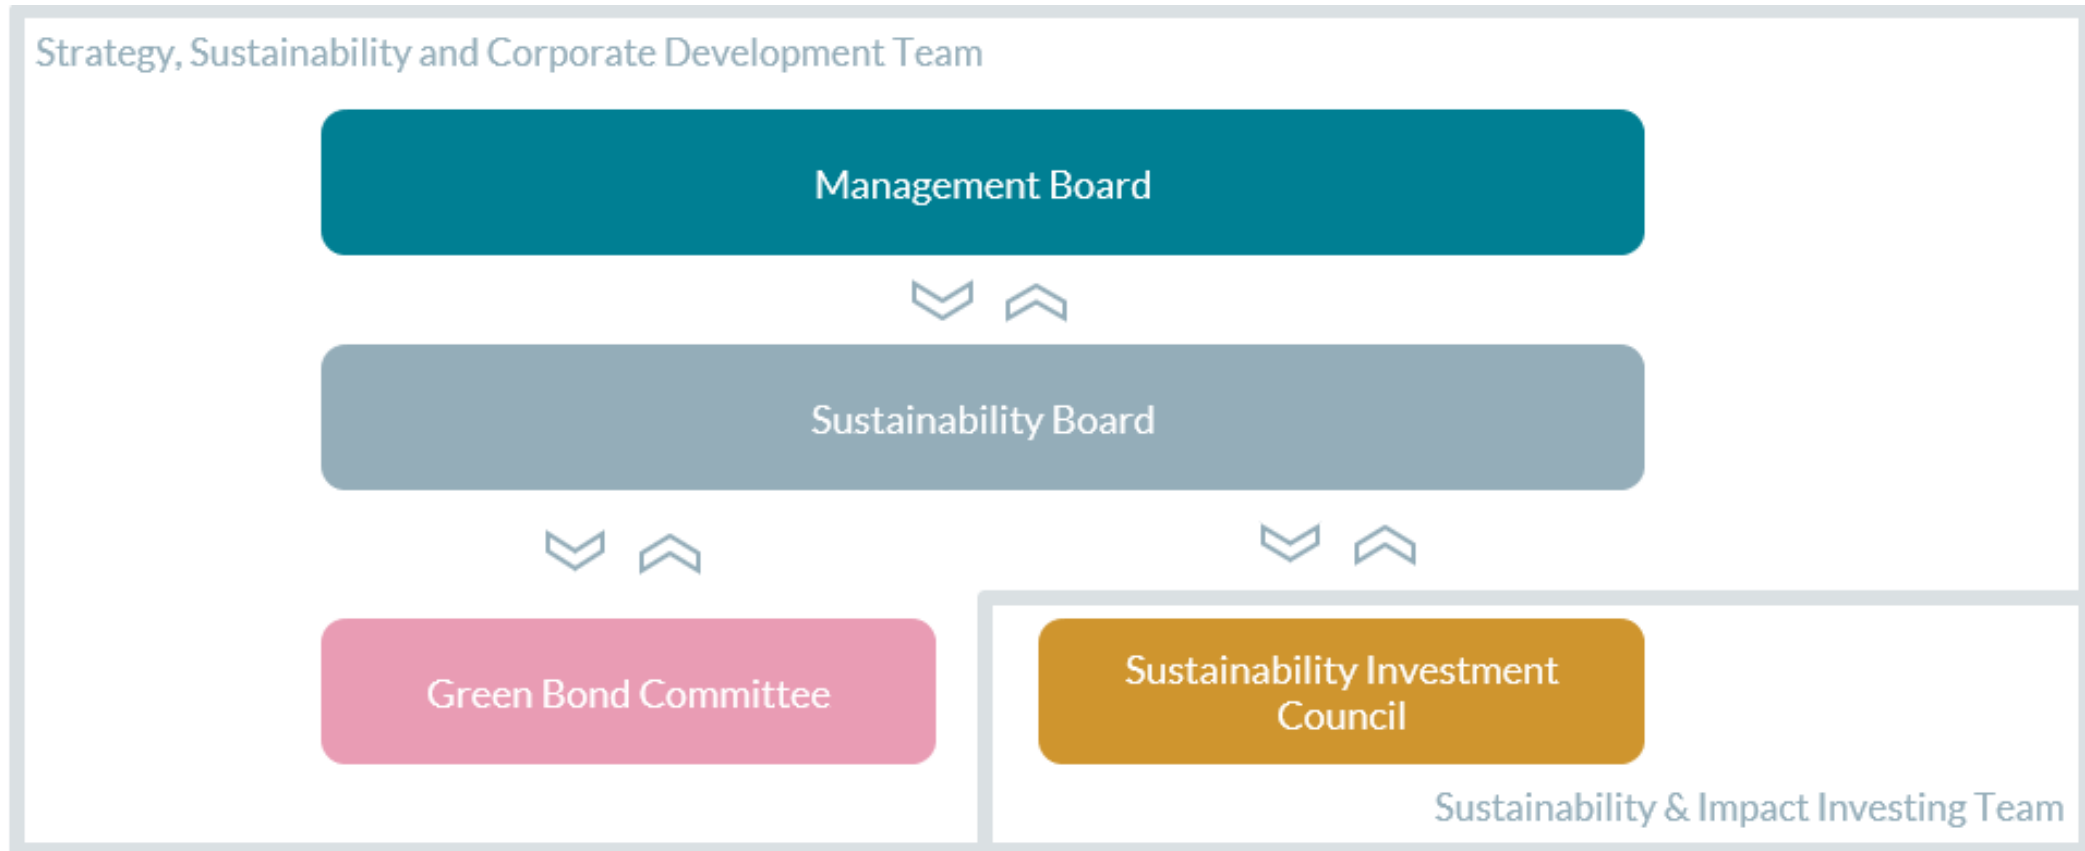 Strategy, Sustainability and Corporate Development Team
Management Board
Sustainability Board
Green Bond Committee
Sustainability Investment
Council
Sustainability & Impact Investing Team